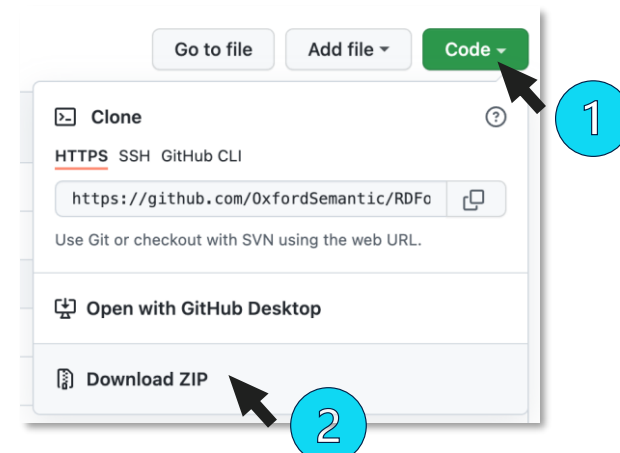 Go to file Add file Code
1
Clone
HTTPS SSH GitHub CLI
https://github.com/OxfordSemantic/RDFo
Use Git or checkout with SVN using the web URL.
Open with GitHub Desktop
Download ZIP
2